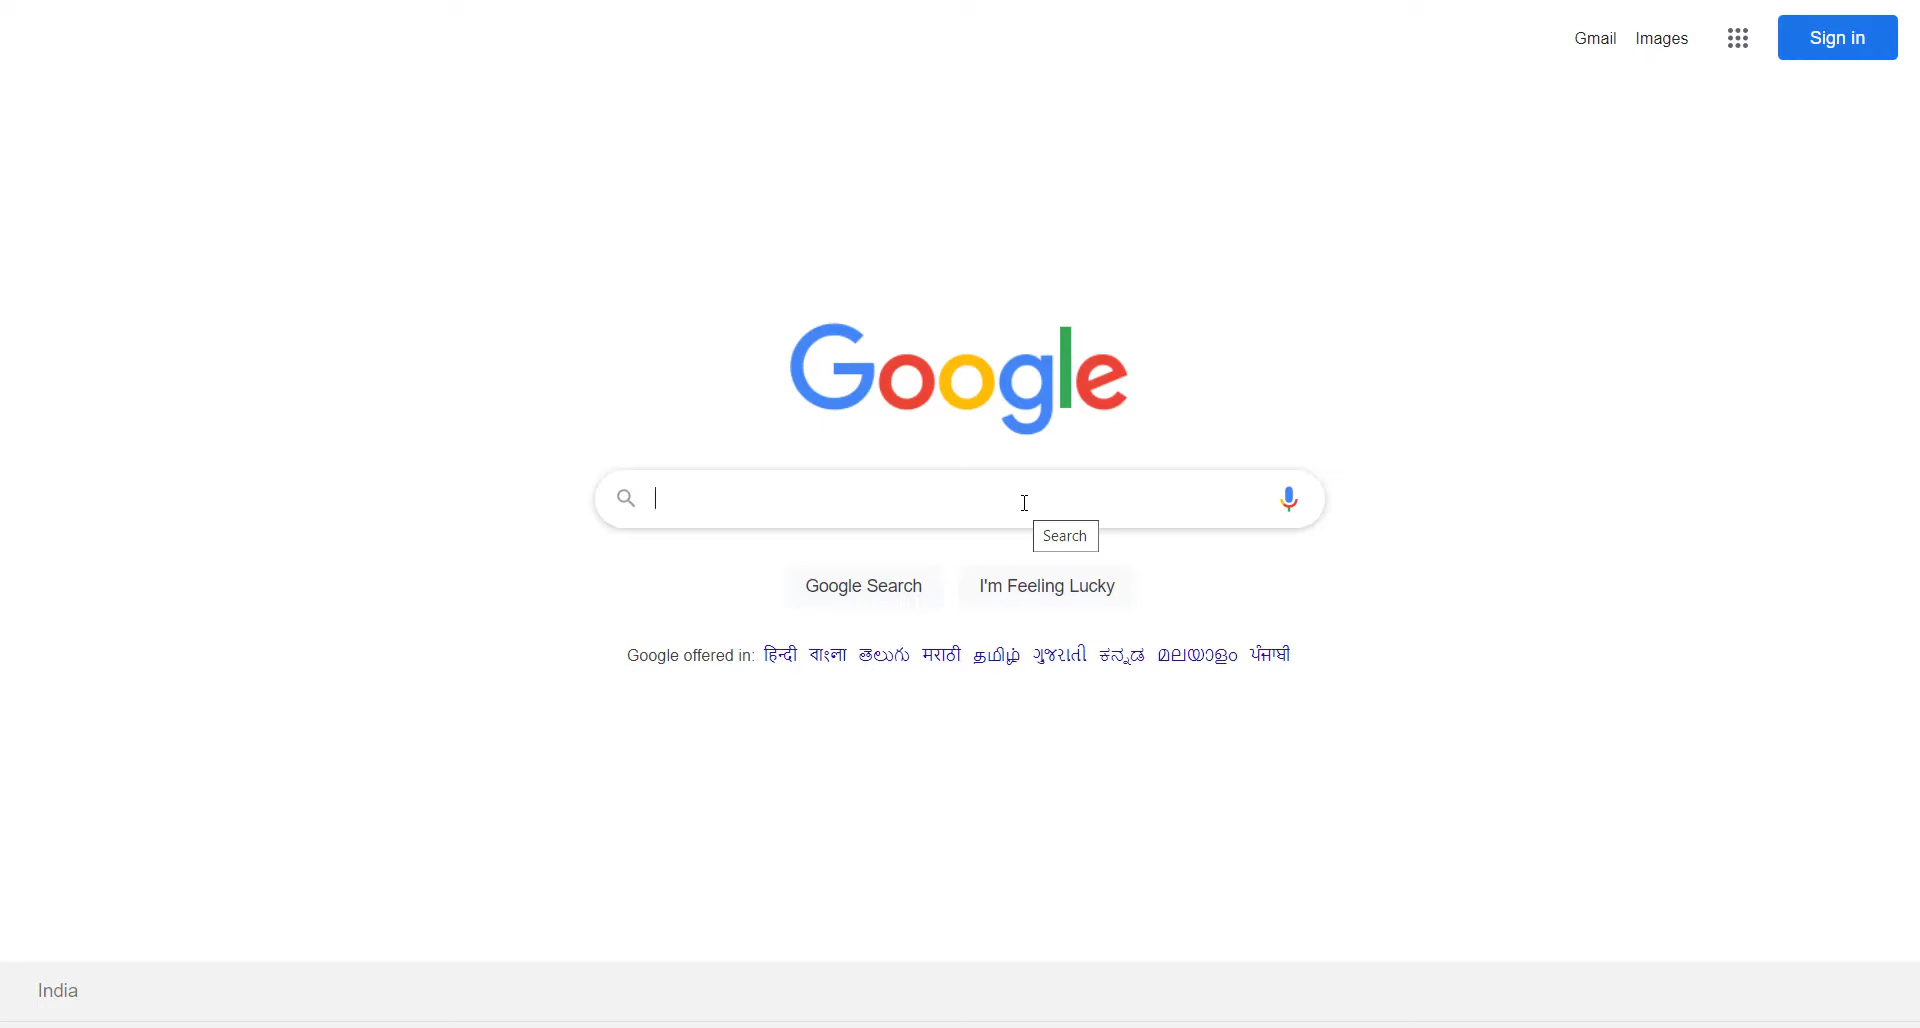 Gmail Images Sign in
Google
Search
Google Search I'm Feeling Lucky
Google offered in: हिन्दी বাংলা తెలుగు मराठी தமிழ் ગુજરાતી ಕನ್ನಡ മലയാളം ਪੰਜਾਬੀ
India